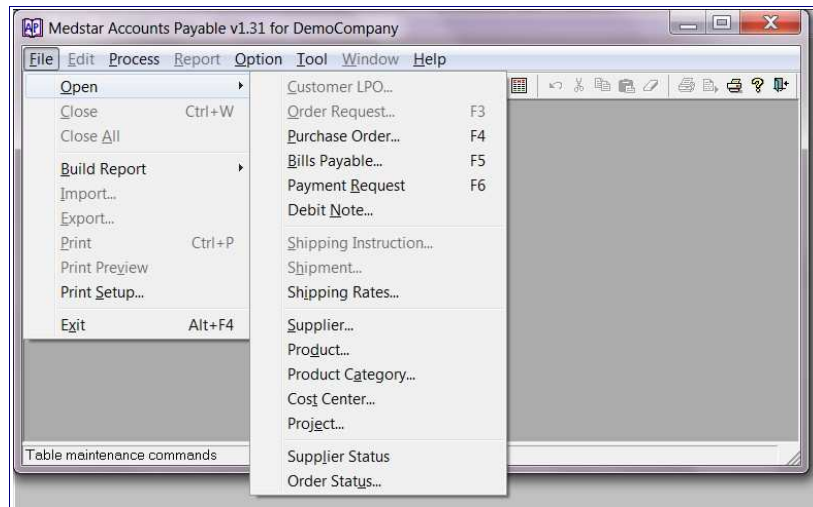 AP Medstar Accounts Payable v1.31 for DemoCompany
File Edit Process Report Option Tool Window Help
Open
Close Ctrl+W
Close All
Build Report
Import...
Export...
Print Ctrl+P
Print Preview
Print Setup...
Exit Alt+F4
Customer LPO...
Order Request... F3
Purchase Order... F4
Bills Payable... F5
Payment Request F6
Debit Note...
Shipping Instruction...
Shipment...
Shipping Rates...
Supplier...
Product...
Product Category...
Cost Center...
Project...
Supplier Status
Order Status...
Table maintenance commands